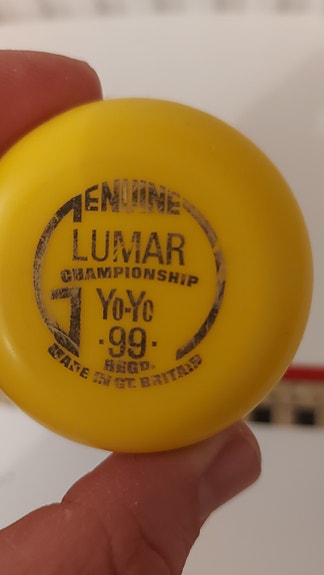 GENUINE
LUMAR
CHAMPIONSHIP
Yo-Yo
·99·
REGD.
MADE IN GT. BRITAIN